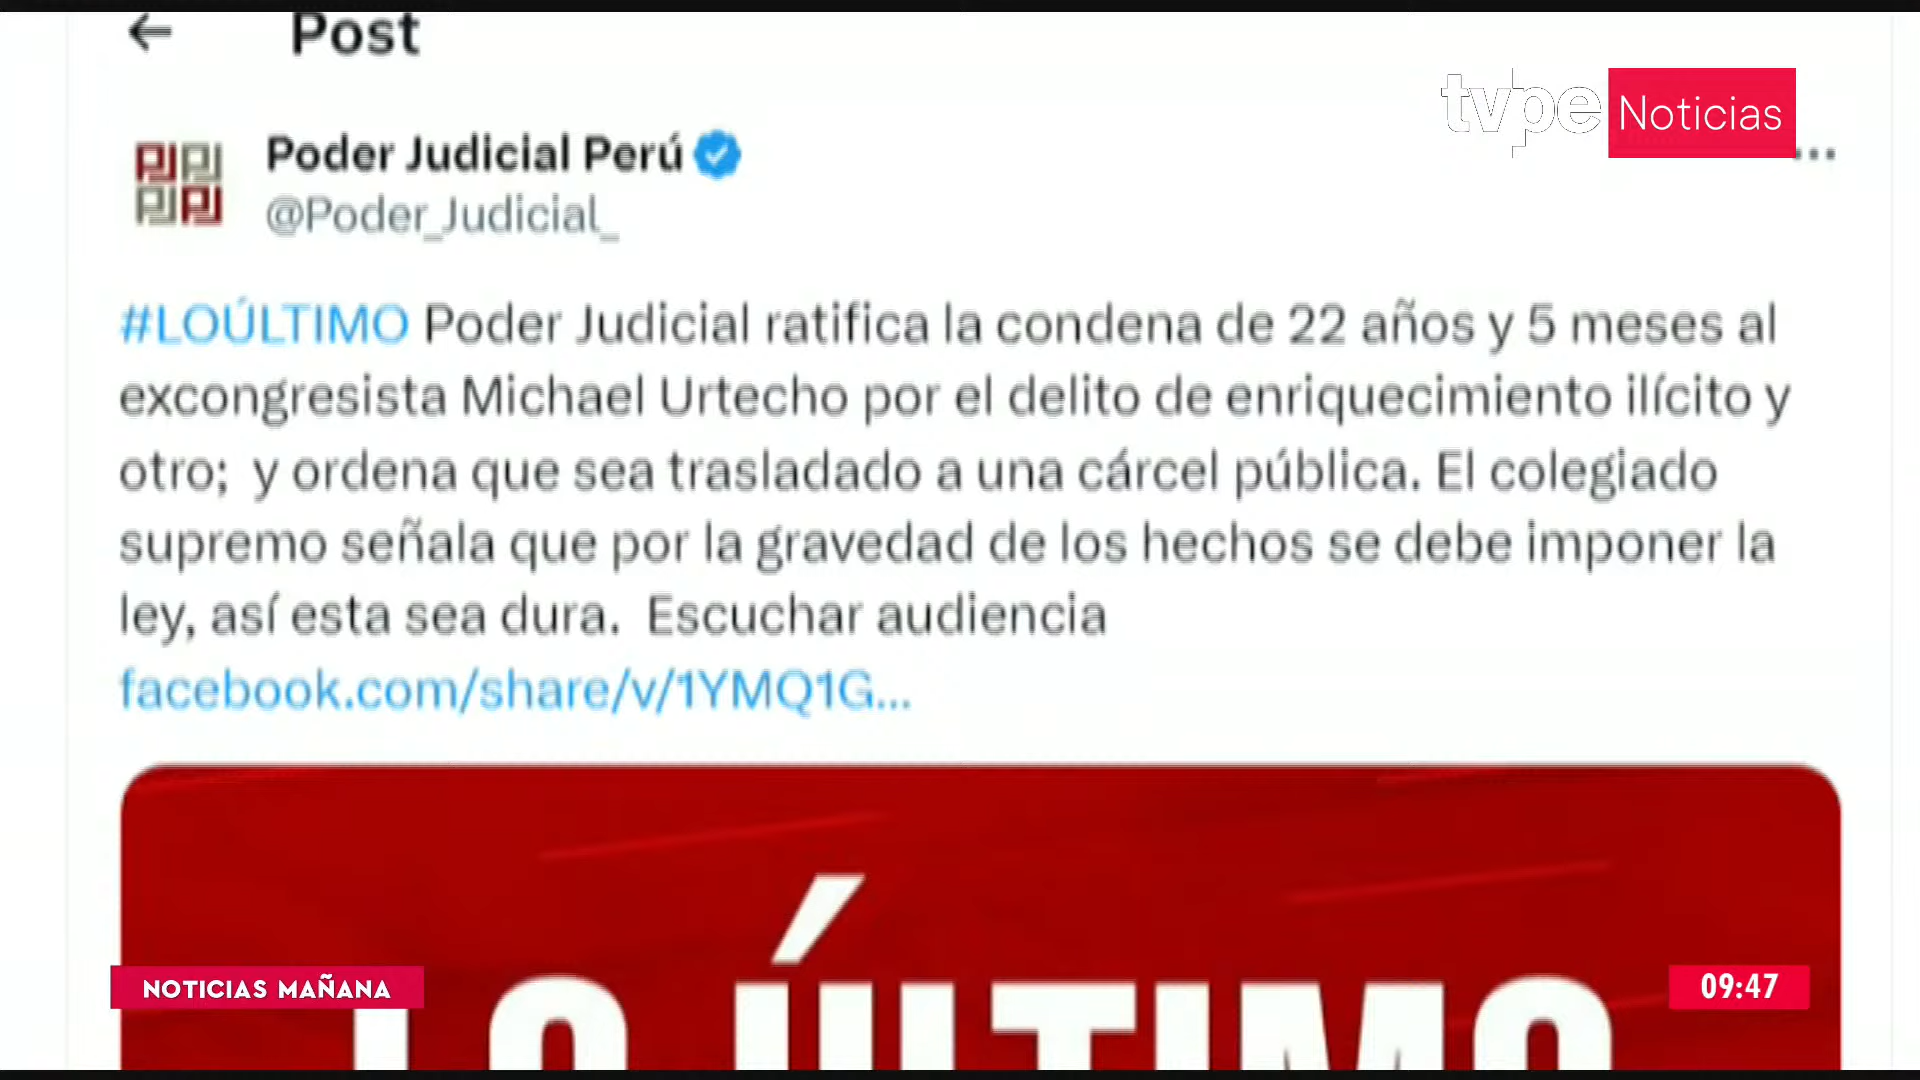 Post
tvpe Noticias
Poder Judicial Perú
@Poder_Judicial_
#LOÚLTIMO Poder Judicial ratifica la condena de 22 años y 5 meses al
excongresista Michael Urtecho por el delito de enriquecimiento ilícito y
otro;  y ordena que sea trasladado a una cárcel pública. El colegiado
supremo señala que por la gravedad de los hechos se debe imponer la
ley, así esta sea dura.  Escuchar audiencia
facebook.com/share/v/1YMQ1G...
LO ÚLTIMO
NOTICIAS MAÑANA
09:47